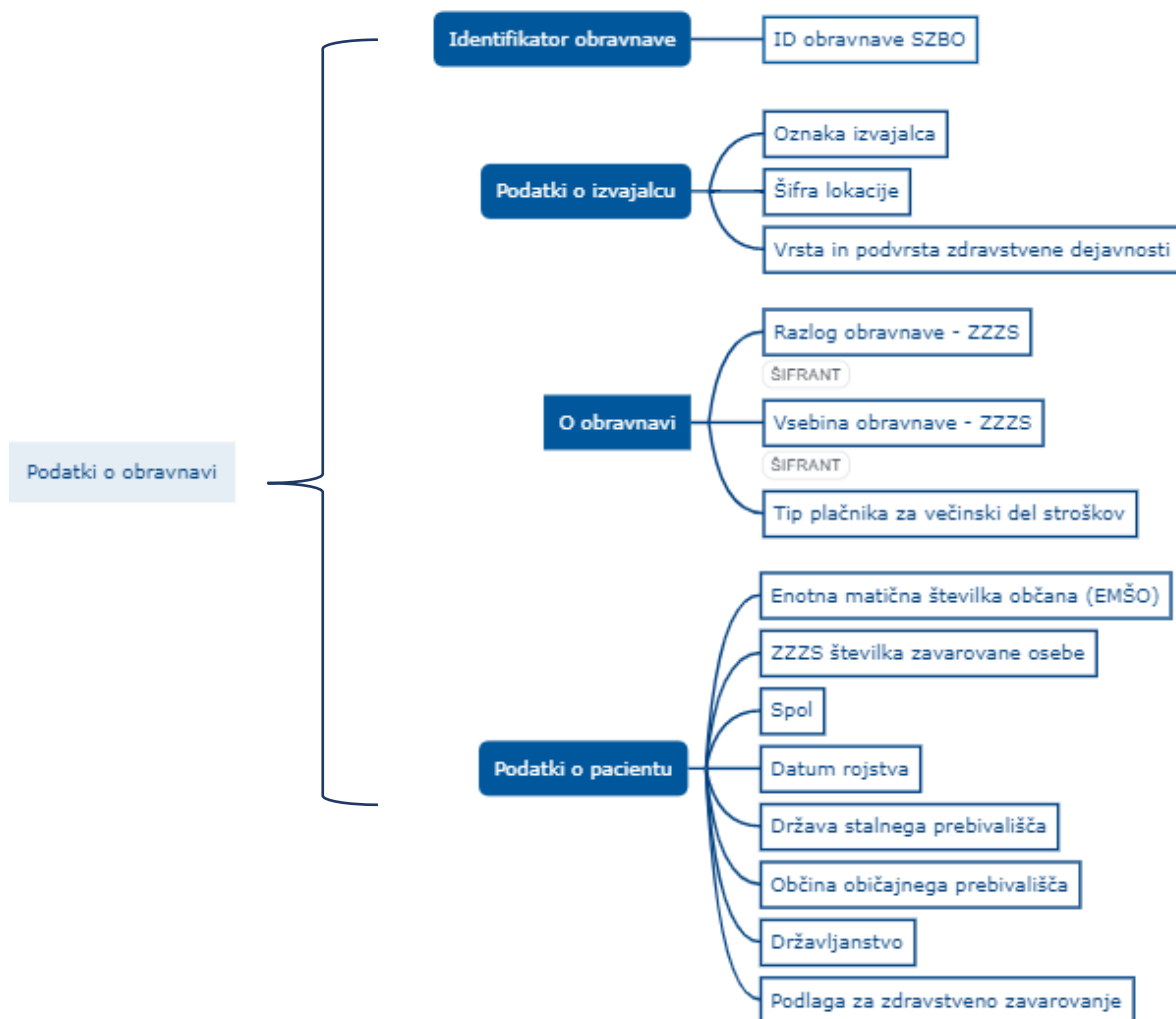 Podatki o obravnavi
Identifikator obravnave
ID obravnave SZBO
Podatki o izvajalcu
Oznaka izvajalca
Šifra lokacije
Vrsta in podvrsta zdravstvene dejavnosti
O obravnavi
Razlog obravnave - ZZZS
ŠIFRANT
Vsebina obravnave - ZZZS
ŠIFRANT
Tip plačnika za večinski del stroškov
Podatki o pacientu
Enotna matična številka občana (EMŠO)
ZZZS številka zavarovane osebe
Spol
Datum rojstva
Država stalnega prebivališča
Občina običajnega prebivališča
Državljanstvo
Podlaga za zdravstveno zavarovanje